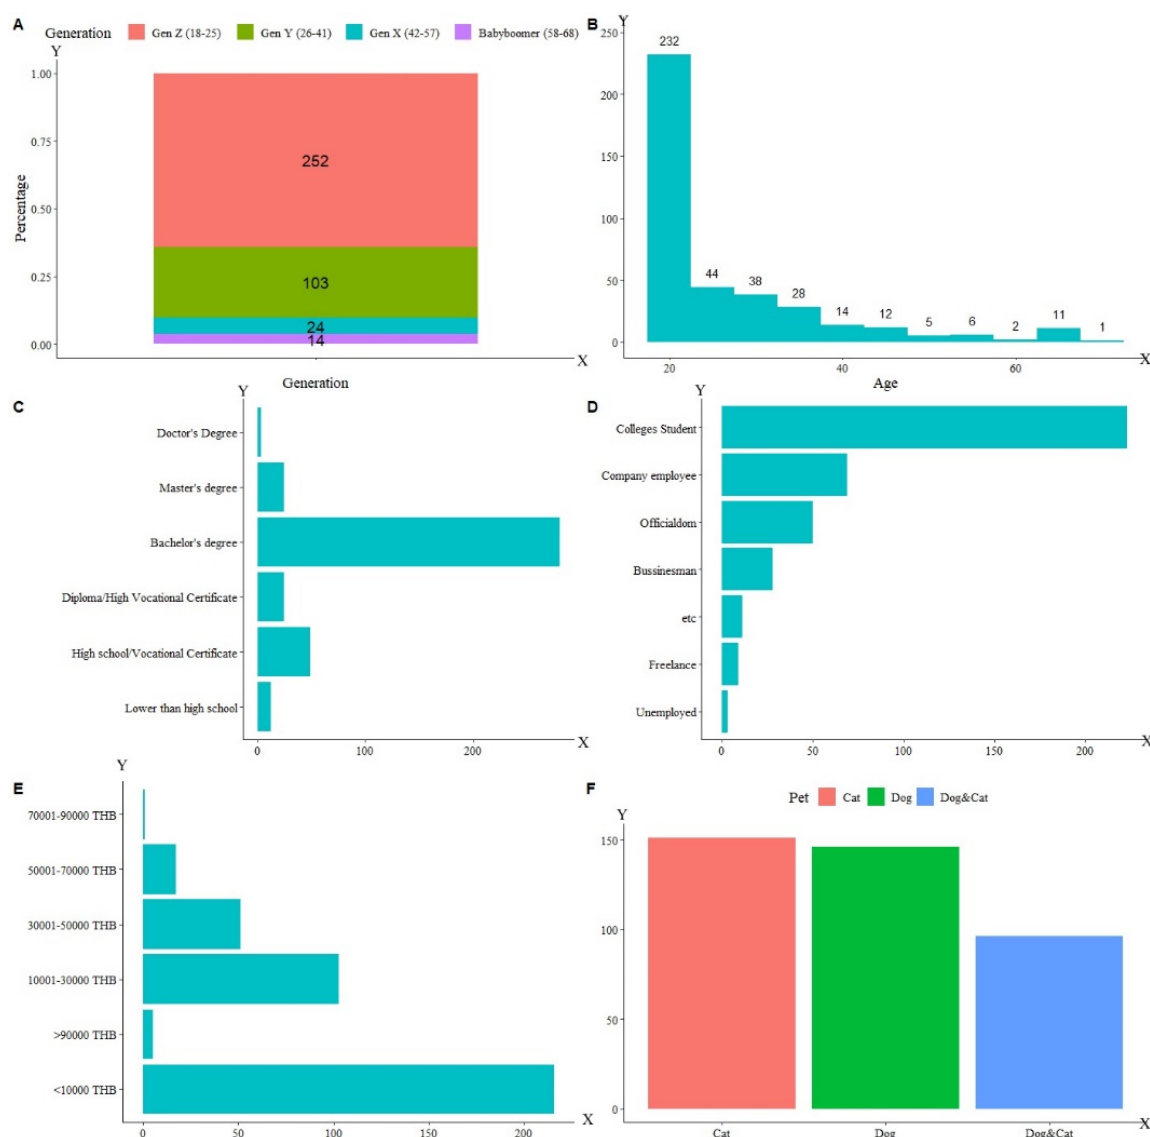 A Generation Gen Z (18-25) Gen Y (26-41) Gen X (42-57) Babyboomer (58-68)
Y
1.00
0.75
0.50
0.25
0.00
Percentage
252
103
24
14
X
Generation
B
Y
250
200
150
100
50
0
232
44
38
28
14
12
5
6
2
11
1
20 40 60
X
Age
C
Y
Doctor's Degree
Master's degree
Bachelor's degree
Diploma/High Vocational Certificate
High school/Vocational Certificate
Lower than high school
0 100 200
X
D
Y
Colleges Student
Company employee
Officialdom
Bussinesman
etc
Freelance
Unemployed
0 50 100 150 200
X
E
Y
70001-90000 THB
50001-70000 THB
30001-50000 THB
10001-30000 THB
>90000 THB
<10000 THB
0 50 100 150 200
X
F
Pet Cat Dog Dog&Cat
Y
150
100
50
0
Cat Dog Dog&Cat
X